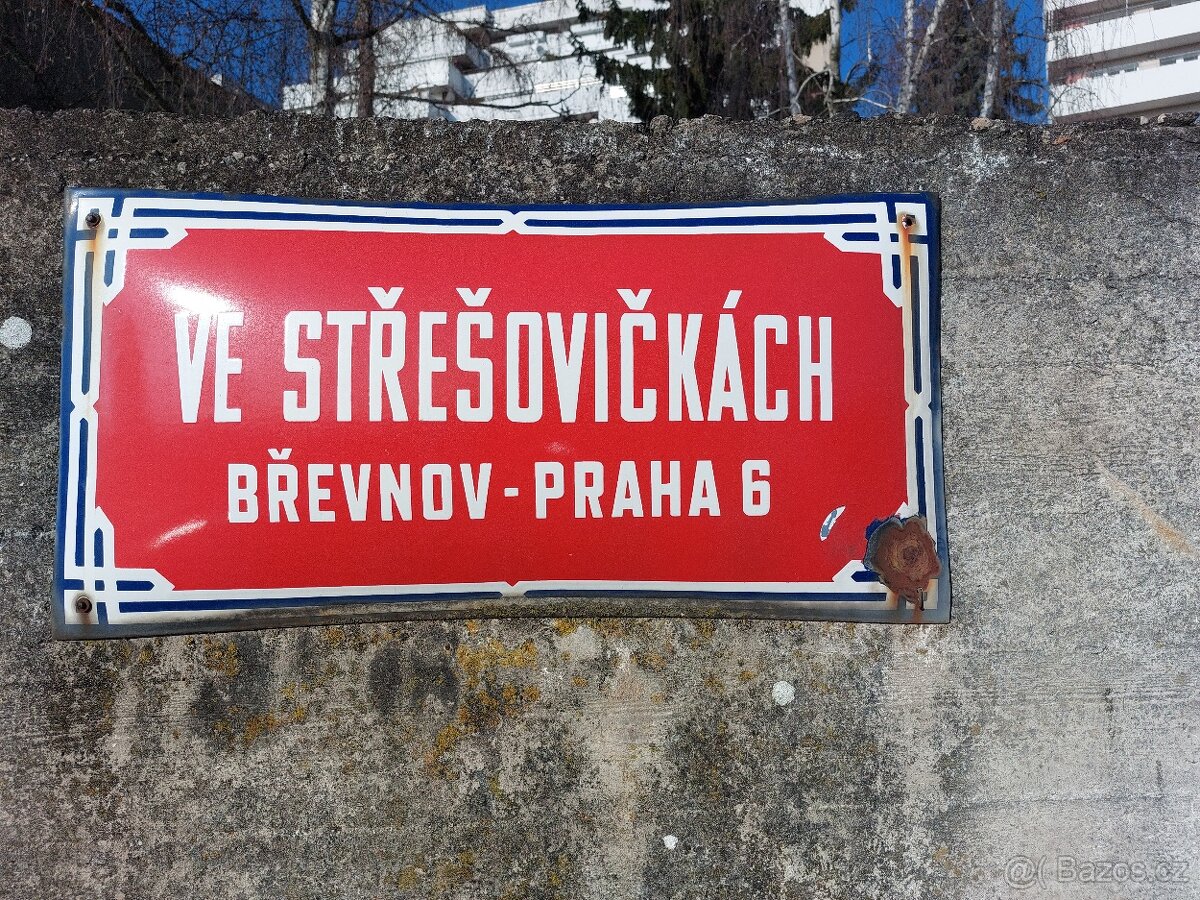 VE STŘEŠOVIČKÁCH
BŘEVNOV - PRAHA 6
@( Bazos.cz